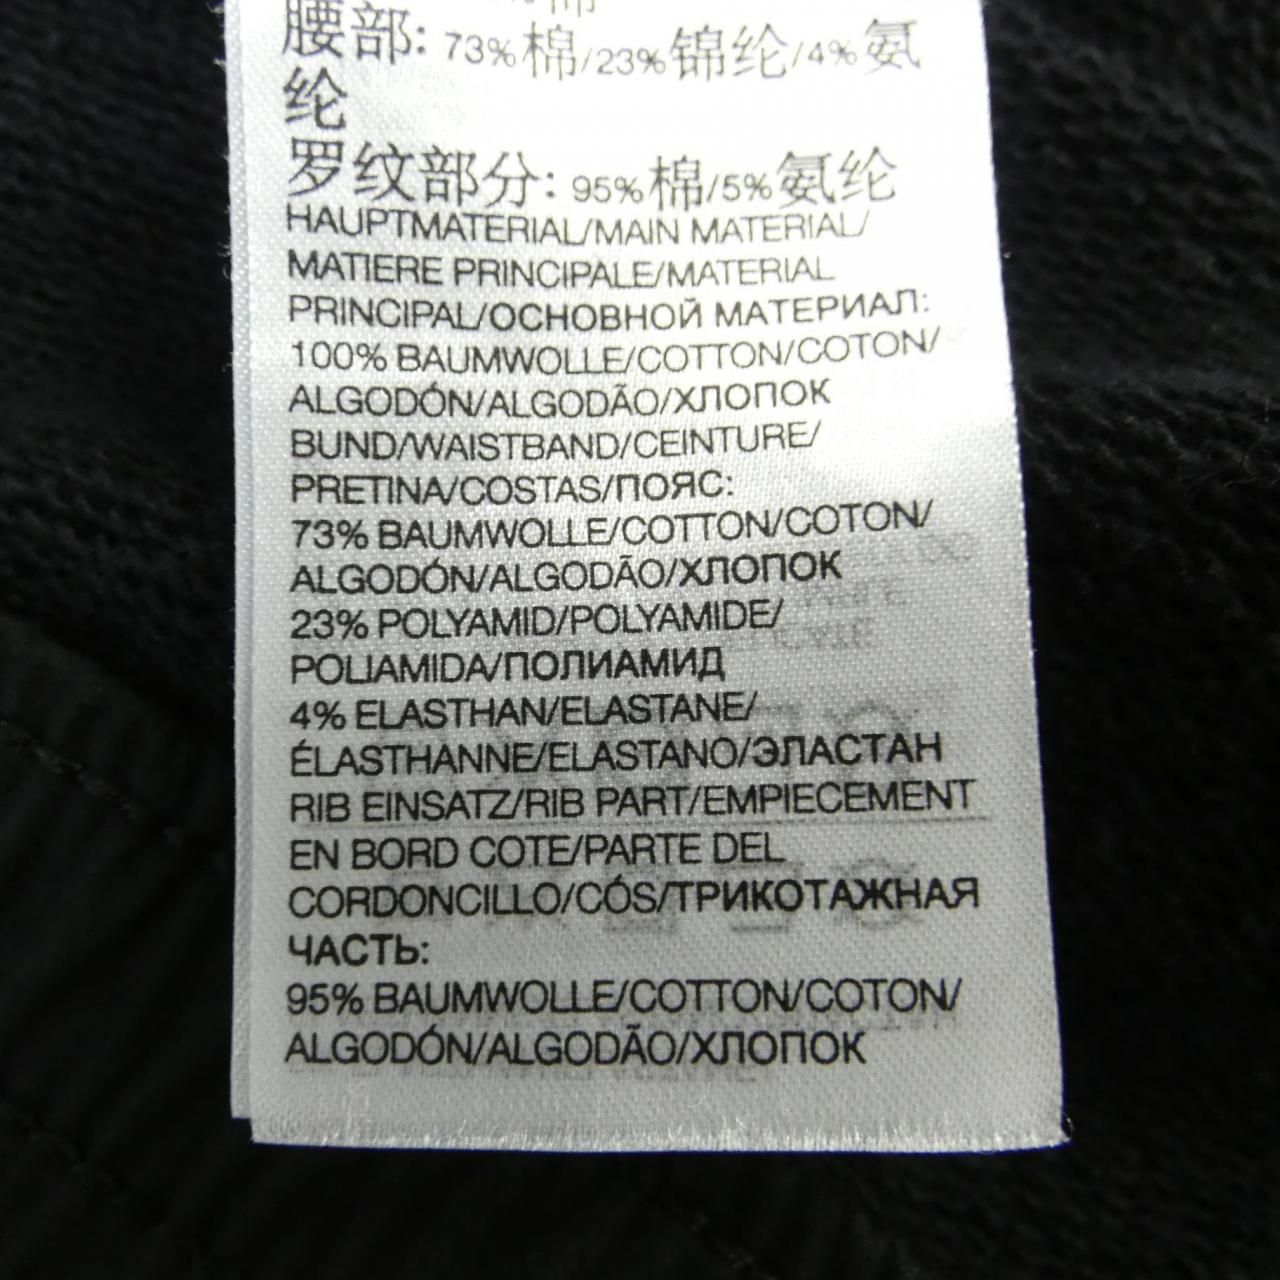 腰部: 73%棉/23%锦纶/4%氨
纶
罗纹部分: 95%棉/5%氨纶
HAUPTMATERIAL/MAIN MATERIAL/
MATIERE PRINCIPALE/MATERIAL
PRINCIPAL/ОСНОВНОЙ МАТЕРИАЛ:
100% BAUMWOLLE/COTTON/COTON/
ALGODÓN/ALGODÃO/ХЛОПОК
BUND/WAISTBAND/CEINTURE/
PRETINA/COSTAS/ПОЯС:
73% BAUMWOLLE/COTTON/COTON/
ALGODÓN/ALGODÃO/ХЛОПОК
23% POLYAMID/POLYAMIDE/
POLIAMIDA/ПОЛИАМИД
4% ELASTHAN/ELASTANE/
ÉLASTHANNE/ELASTANO/ЭЛАСТАН
RIB EINSATZ/RIB PART/EMPIECEMENT
EN BORD COTE/PARTE DEL
CORDONCILLO/CÓS/ТРИКОТАЖНАЯ
ЧАСТЬ:
95% BAUMWOLLE/COTTON/COTON/
ALGODÓN/ALGODÃO/ХЛОПОК